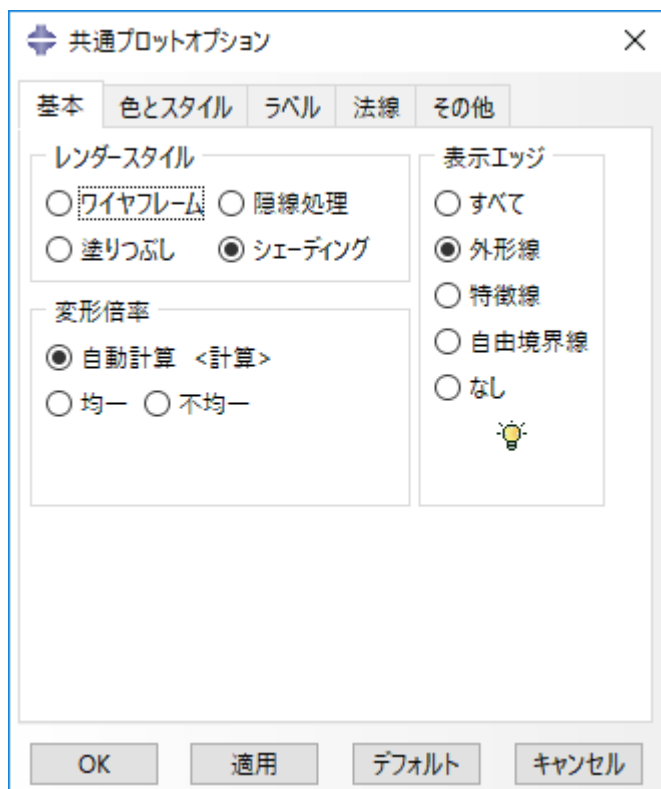 共通プロットオプション
基本 色とスタイル ラベル 法線 その他
レンダースタイル
ワイヤフレーム 隠線処理
塗りつぶし シェーディング
変形倍率
自動計算 <計算>
均一 不均一
表示エッジ
すべて
外形線
特徴線
自由境界線
なし
OK 適用 デフォルト キャンセル